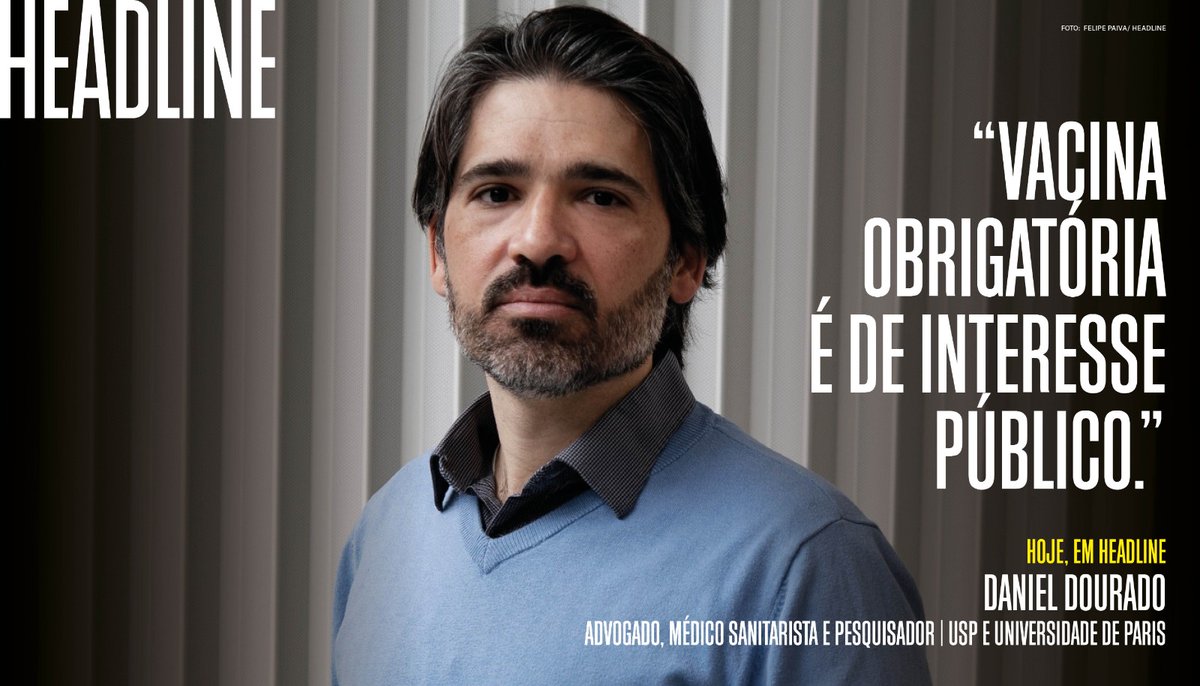 HEADLINE
FOTO: FELIPE PAIVA/ HEADLINE
“VACINA
OBRIGATÓRIA
É DE INTERESSE
PÚBLICO.”
HOJE, EM HEADLINE
DANIEL DOURADO
ADVOGADO, MÉDICO SANITARISTA E PESQUISADOR | USP E UNIVERSIDADE DE PARIS